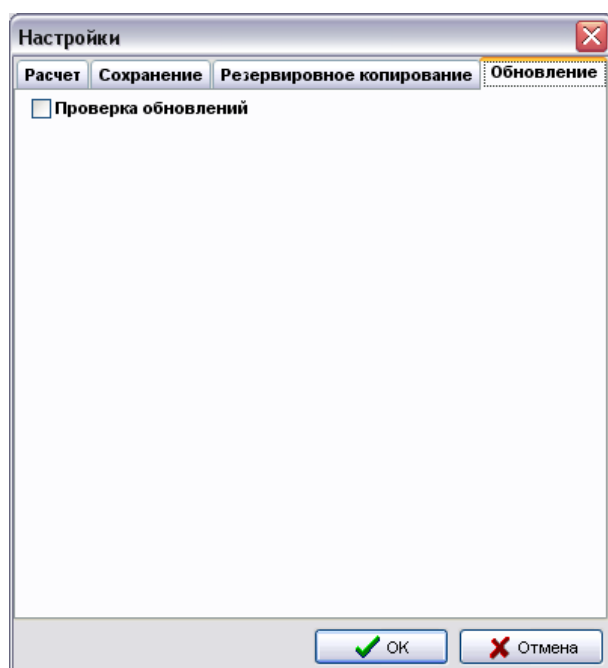 Настройки
Расчет Сохранение Резервировное копирование Обновление
Проверка обновлений
ОК Отмена